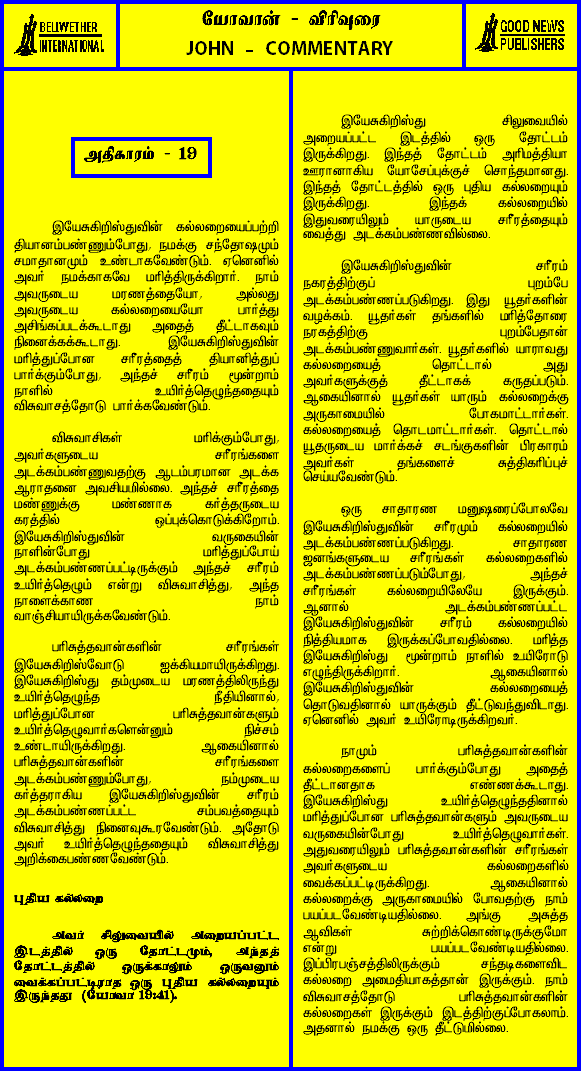 BELLWETHER
INTERNATIONAL
யோவான் - விரிவுரை
JOHN - COMMENTARY
GOOD NEWS
PUBLISHERS
அதிகாரம் - 19
இயேசுகிறிஸ்துவின் கல்லறையைப்பற்றி
தியானம்பண்ணும்போது, நமக்கு சந்தோஷமும்
சமாதானமும் உண்டாகவேண்டும். ஏனெனில்
அவர் நமக்காகவே மரித்திருக்கிறார். நாம்
அவருடைய மரணத்தையோ, அல்லது
அவருடைய கல்லறையையோ பார்த்து
அசிங்கப்படக்கூடாது அதைத் தீட்டாகவும்
நினைக்கக்கூடாது. இயேசுகிறிஸ்துவின்
மரித்துப்போன சரீரத்தைத் தியானித்துப்
பார்க்கும்போது, அந்தச் சரீரம் மூன்றாம்
நாளில் உயிர்த்தெழுந்ததையும்
விசுவாசத்தோடு பார்க்கவேண்டும்.
விசுவாசிகள் மரிக்கும்போது,
அவர்களுடைய சரீரங்களை
அடக்கம்பண்ணுவதற்கு ஆடம்பரமான அடக்க
ஆராதனை அவசியமில்லை. அந்தச் சரீரத்தை
மண்ணுக்கு மண்ணாக கர்த்தருடைய
கரத்தில் ஒப்புக்கொடுக்கிறோம்.
இயேசுகிறிஸ்துவின் வருகையின்
நாளின்போது மரித்துப்போய்
அடக்கம்பண்ணப்பட்டிருக்கும் அந்தச் சரீரம்
உயிர்த்தெழும் என்று விசுவாசித்து, அந்த
நாளைக்காண நாம்
வாஞ்சியாயிருக்கவேண்டும்.
பரிசுத்தவான்களின் சரீரங்கள்
இயேசுகிறிஸ்வோடு ஐக்கியமாயிருக்கிறது.
இயேசுகிறிஸ்து தம்முடைய மரணத்திலிருந்து
உயிர்த்தெழுந்த நீதியினால்,
மரித்துப்போன பரிசுத்தவான்களும்
உயிர்த்தெழுவார்களென்னும் நிச்சம்
உண்டாயிருக்கிறது. ஆகையினால்
பரிசுத்தவான்களின் சரீரங்களை
அடக்கம்பண்ணும்போது, நம்முடைய
கர்த்தராகிய இயேசுகிறிஸ்துவின் சரீரம்
அடக்கம்பண்ணப்பட்ட சம்பவத்தையும்
விசுவாசித்து நினைவுகூரவேண்டும். அதோடு
அவர் உயிர்த்தெழுந்ததையும் விசுவாசித்து
அறிக்கைபண்ணவேண்டும்.
புதிய கல்லறை
அவர் சிலுவையில் அறையப்பட்ட
இடத்தில் ஒரு தோட்டமும், அந்தத்
தோட்டத்தில் ஒருக்காலும் ஒருவனும்
வைக்கப்பட்டிராத ஒரு புதிய கல்லறையும்
இருந்தது (யோவா 19:41).
இயேசுகிறிஸ்து சிலுவையில்
அறையப்பட்ட இடத்தில் ஒரு தோட்டம்
இருக்கிறது. இந்தத் தோட்டம் அரிமத்தியா
ஊரானாகிய யோசேப்புக்குச் சொந்தமானது.
இந்தத் தோட்டத்தில் ஒரு புதிய கல்லறையும்
இருக்கிறது. இந்தக் கல்லறையில்
இதுவரையிலும் யாருடைய சரீரத்தையும்
வைத்து அடக்கம்பண்ணவில்லை.
இயேசுகிறிஸ்துவின் சரீரம்
நகரத்திற்குப் புறம்பே
அடக்கம்பண்ணப்படுகிறது. இது யூதர்களின்
வழக்கம். யூதர்கள் தங்களில் மரித்தோரை
நரகத்திற்கு புறம்பேதான்
அடக்கம்பண்ணுவார்கள். யூதர்களில் யாராவது
கல்லறையைத் தொட்டால் அது
அவர்களுக்குத் தீட்டாகக் கருதப்படும்.
ஆகையினால் யூதர்கள் யாரும் கல்லறைக்கு
அருகாமையில் போகமாட்டார்கள்.
கல்லறையைத் தொடமாட்டார்கள். தொட்டால்
யூதருடைய மார்க்கச் சடங்குகளின் பிரகாரம்
அவர்கள் தங்களைச் சுத்திகரிப்புச்
செய்யவேண்டும்.
ஒரு சாதாரண மனுஷரைப்போலவே
இயேசுகிறிஸ்துவின் சரீரமும் கல்லறையில்
அடக்கம்பண்ணப்படுகிறது. சாதாரண
ஜனங்களுடைய சரீரங்கள் கல்லறைகளில்
அடக்கம்பண்ணப்படும்போது, அந்தச்
சரீரங்கள் கல்லறையிலேயே இருக்கும்.
ஆனால் அடக்கம்பண்ணப்பட்ட
இயேசுகிறிஸ்துவின் சரீரம் கல்லறையில்
நித்தியமாக இருக்கப்போவதில்லை. மரித்த
இயேசுகிறிஸ்து மூன்றாம் நாளில் உயிரோடு
எழுந்திருக்கிறார். ஆகையினால்
இயேசுகிறிஸ்துவின் கல்லறையைத்
தொடுவதினால் யாருக்கும் தீட்டுவந்துவிடாது.
ஏனெனில் அவர் உயிரோடிருக்கிறவர்.
நாமும் பரிசுத்தவான்களின்
கல்லறைகளைப் பார்க்கும்போது அதைத்
தீட்டானதாக எண்ணக்கூடாது.
இயேசுகிறிஸ்து உயிர்த்தெழுந்ததினால்
மரித்துப்போன பரிசுத்தவான்களும் அவருடைய
வருகையின்போது உயிர்த்தெழுவார்கள்.
அதுவரையிலும் பரிசுத்தவான்களின் சரீரங்கள்
அவர்களுடைய கல்லறைகளில்
வைக்கப்பட்டிருக்கிறது. ஆகையினால்
கல்லறைக்கு அருகாமையில் போவதற்கு நாம்
பயப்படவேண்டியதில்லை. அங்கு அசுத்த
ஆவிகள் சுற்றிக்கொண்டிருக்குமோ
என்று பயப்படவேண்டியதில்லை.
இப்பிரபஞ்சத்திலிருக்கும் சந்தடிகளைவிட
கல்லறை அமைதியாகத்தான் இருக்கும். நாம்
விசுவாசத்தோடு பரிசுத்தவான்களின்
கல்லறைகள் இருக்கும் இடத்திற்குப்போகலாம்.
அதனால் நமக்கு ஒரு தீட்டுமில்லை.